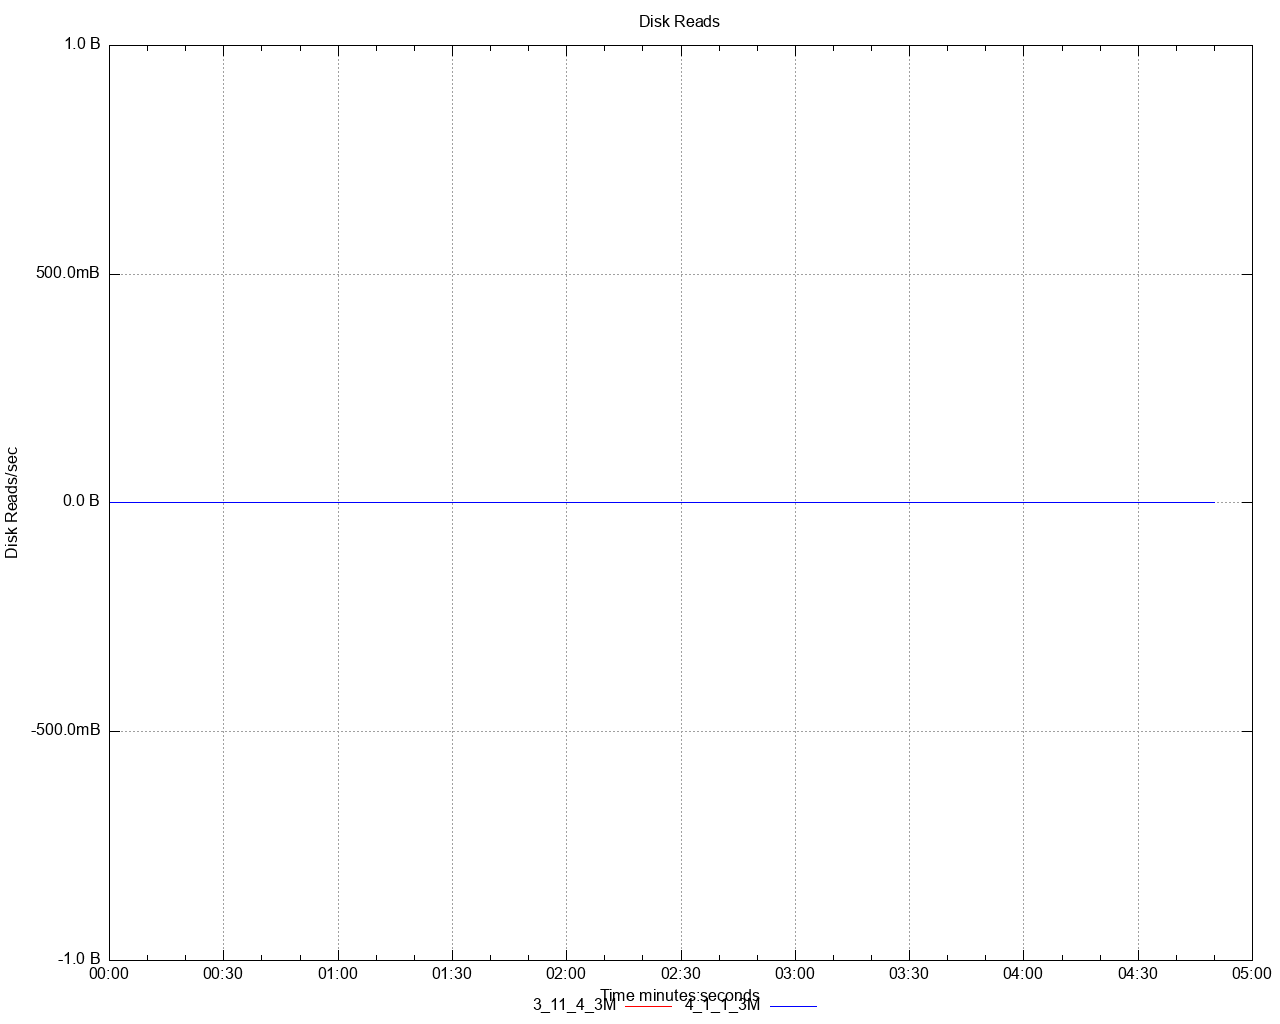 Disk Reads
1.0 B
500.0mB
0.0 B
-500.0mB
-1.0 B
Disk Reads/sec
00:00 00:30 01:00 01:30 02:00 02:30 03:00 03:30 04:00 04:30 05:00
Time minutes:seconds
3_11_4_3M 4_1_1_3M